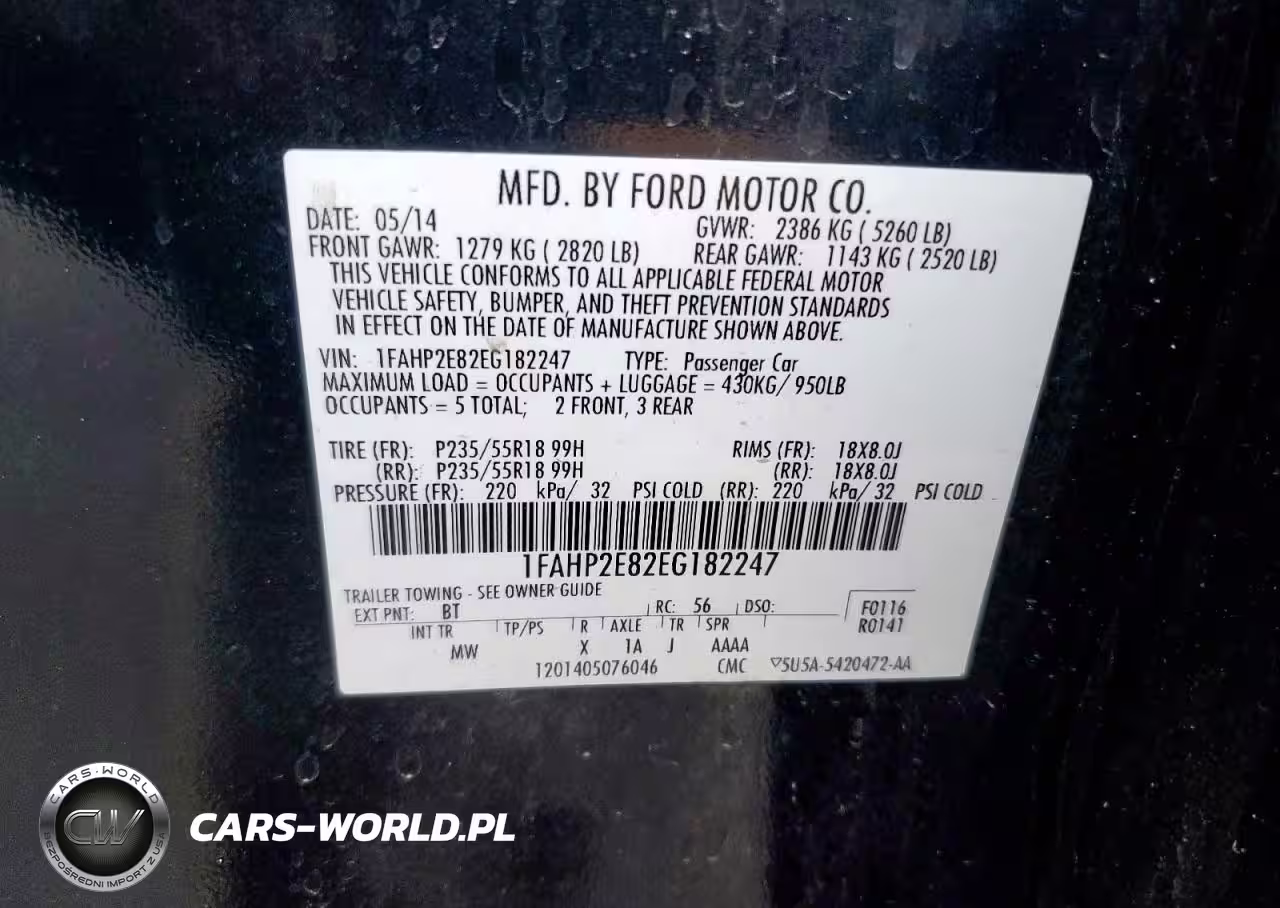 MFD. BY FORD MOTOR CO.
DATE: 05/14 GVWR: 2386 KG ( 5260 LB)
FRONT GAWR: 1279 KG ( 2820 LB) REAR GAWR: 1143 KG ( 2520 LB)
THIS VEHICLE CONFORMS TO ALL APPLICABLE FEDERAL MOTOR
VEHICLE SAFETY, BUMPER, AND THEFT PREVENTION STANDARDS
IN EFFECT ON THE DATE OF MANUFACTURE SHOWN ABOVE.
VIN: 1FAHP2E82EG182247 TYPE: Passenger Car
MAXIMUM LOAD = OCCUPANTS + LUGGAGE = 430KG/ 950LB
OCCUPANTS = 5 TOTAL; 2 FRONT, 3 REAR
TIRE (FR): P235/55R18 99H RIMS (FR): 18X8.0J
(RR): P235/55R18 99H (RR): 18X8.0J
PRESSURE (FR): 220 kPa/ 32 PSI COLD (RR): 220 kPa/ 32 PSI COLD
1FAHP2E82EG182247
TRAILER TOWING - SEE OWNER GUIDE
EXT PNT: BT RC: 56 DSO: F0116
INT TR TP/PS R AXLE TR SPR R0141
MW X 1A J AAAA
1201405076046 CMC ▽5U5A-5420472-AA
CARS-WORLD
CW
BEZPOŚREDNI IMPORT Z USA
CARS-WORLD.PL